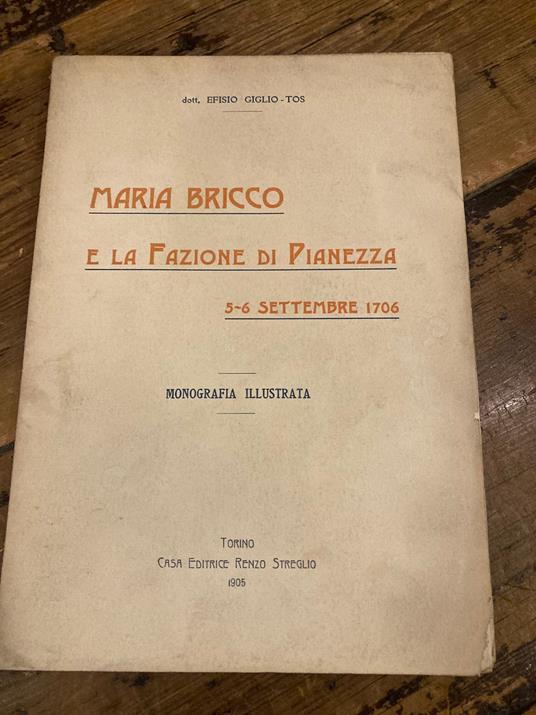 dott. EFISIO GIGLIO-TOS
MARIA BRICCO
E LA FAZIONE DI PIANEZZA
5-6 SETTEMBRE 1706
MONOGRAFIA ILLUSTRATA
TORINO
CASA EDITRICE RENZO STREGLIO
1905